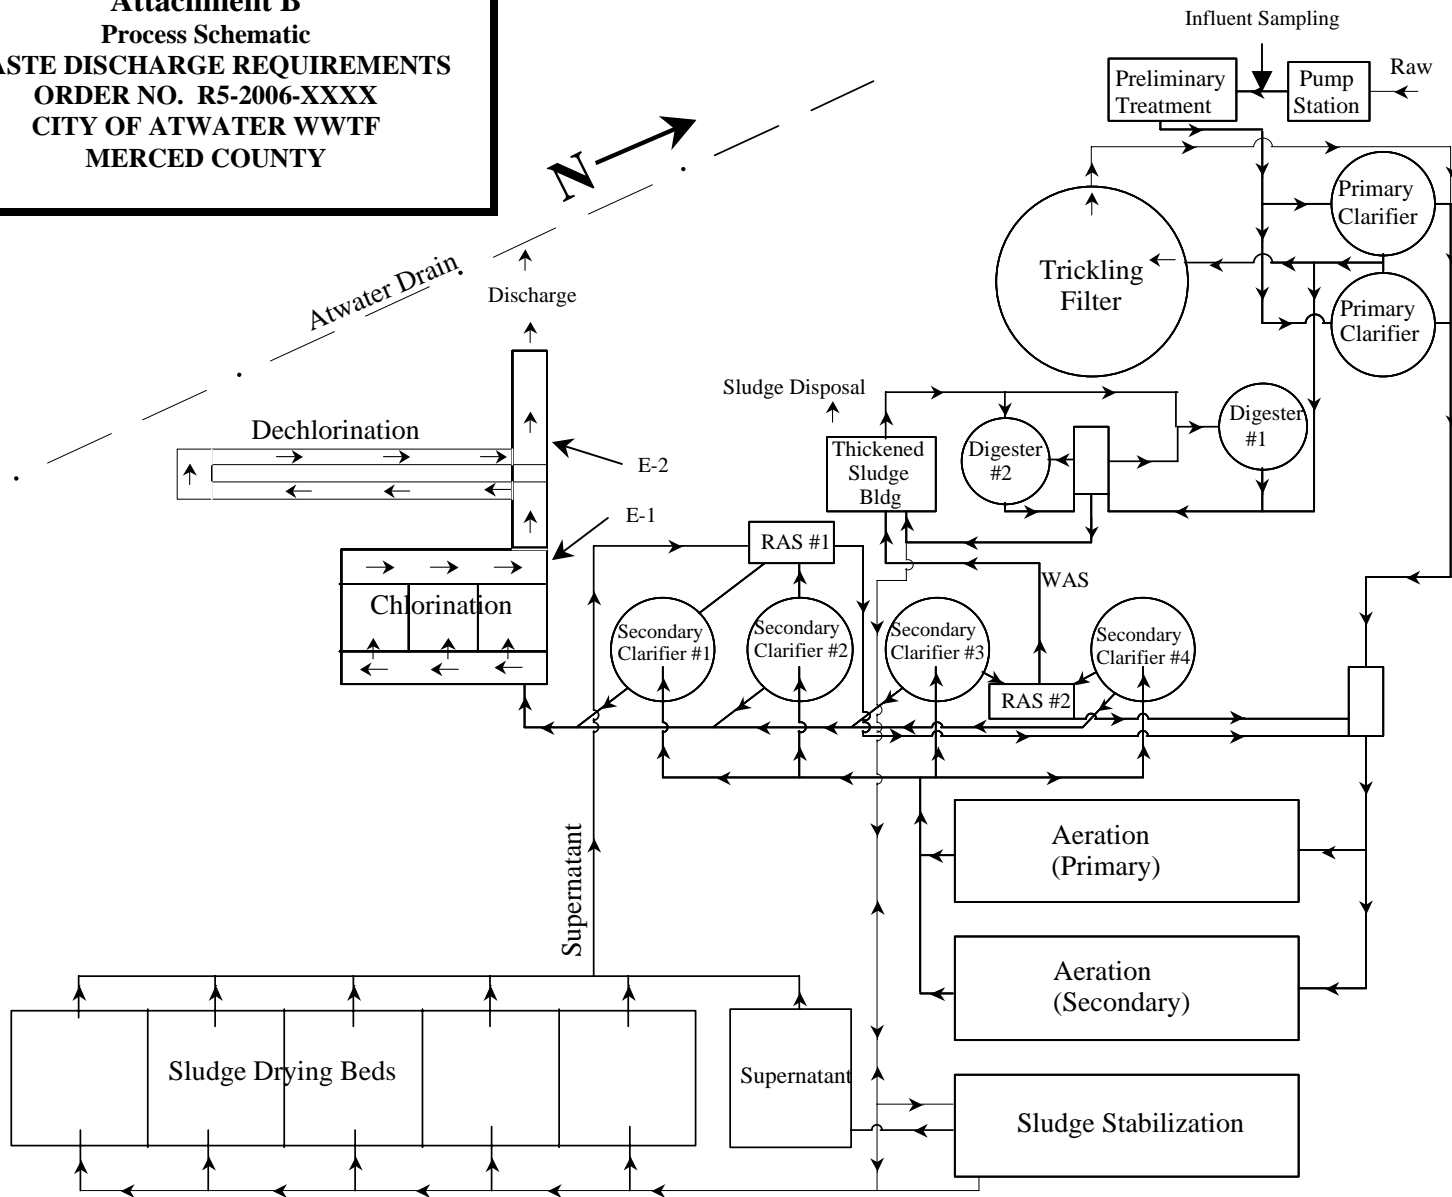 Attachment B
Process Schematic
ASTE DISCHARGE REQUIREMENTS
ORDER NO. R5-2006-XXXX
CITY OF ATWATER WWTF
MERCED COUNTY
Influent Sampling
Preliminary
Treatment
Pump
Station
Raw
N
Primary
Clarifier
Trickling
Filter
Primary
Clarifier
Atwater Drain
Discharge
Sludge Disposal
Dechlorination
E-2
E-1
Thickened
Sludge
Bldg
Digester
#2
Digester
#1
RAS #1
WAS
Chlorination
Secondary
Clarifier #1
Secondary
Clarifier #2
Secondary
Clarifier #3
Secondary
Clarifier #4
RAS #2
Supernatant
Aeration
(Primary)
Aeration
(Secondary)
Sludge Drying Beds
Supernatant
Sludge Stabilization